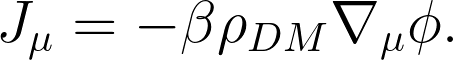 $J_{\mu} = -\beta \rho_{DM} \nabla_{\mu} \phi.$